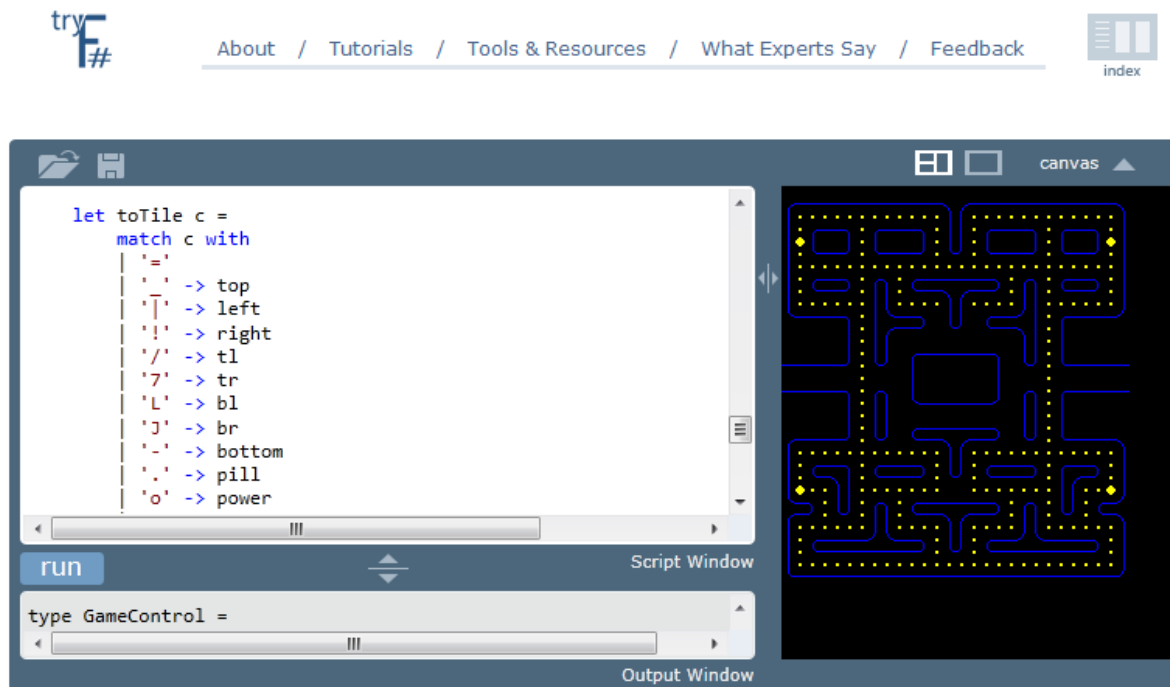 try
F#
About / Tutorials / Tools & Resources / What Experts Say / Feedback
index
canvas
let toTile c =
match c with
| '='
| '_' -> top
| '|' -> left
| '!' -> right
| '/' -> tl
| '7' -> tr
| 'L' -> bl
| 'J' -> br
| '-' -> bottom
| '.' -> pill
| 'o' -> power
run
Script Window
type GameControl =
Output Window